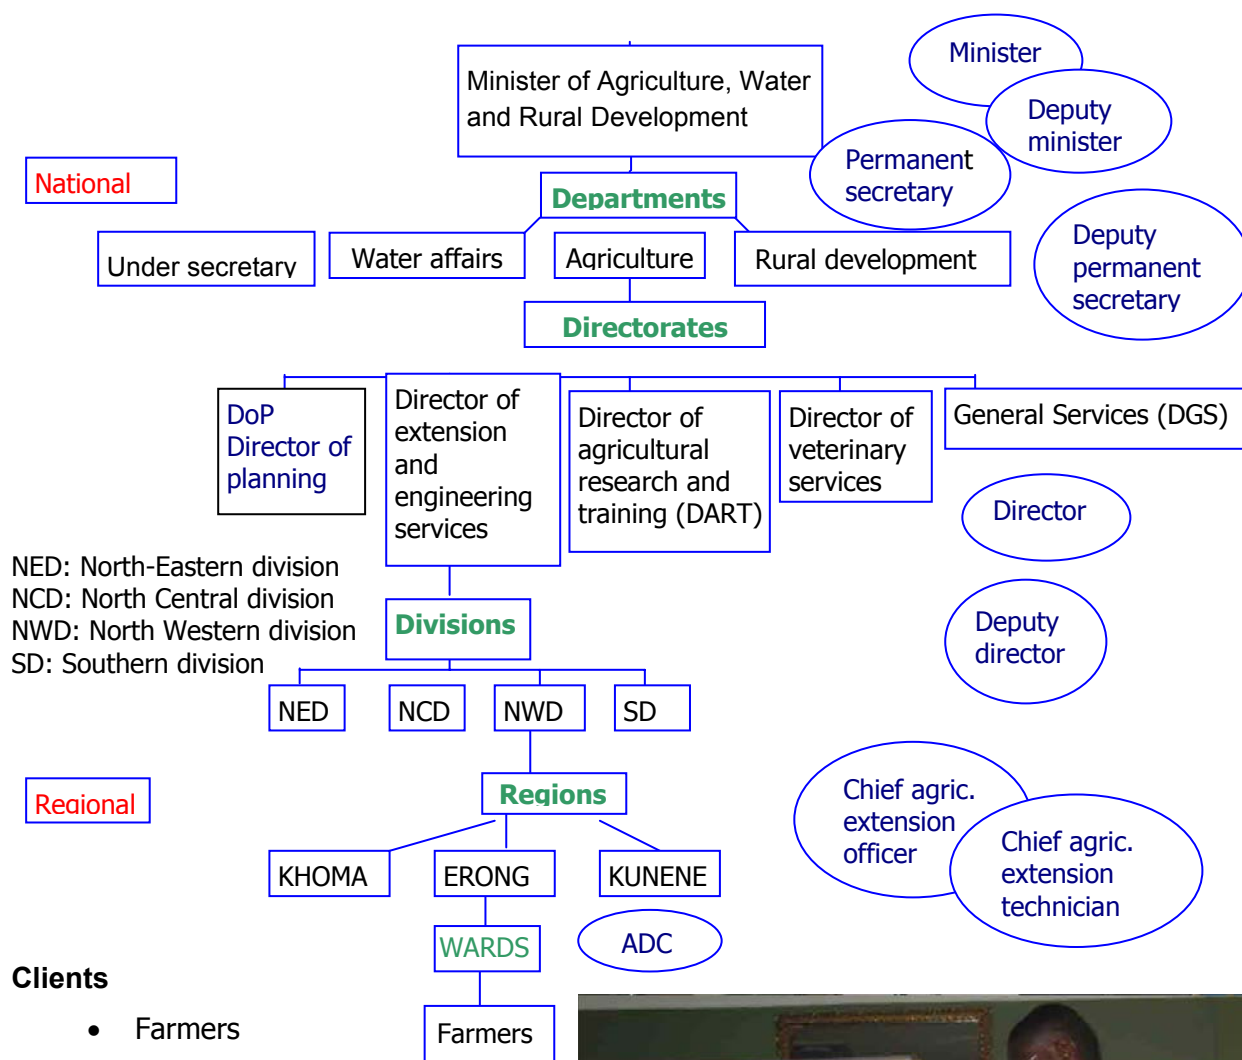 Minister of Agriculture, Water
and Rural Development
Minister
Deputy
minister
Permanent
secretary
National
Departments
Deputy
permanent
secretary
Under secretary
Water affairs
Agriculture
Rural development
Directorates
DoP
Director of
planning
Director of
extension
and
engineering
services
Director of
agricultural
research and
training (DART)
Director of
veterinary
services
General Services (DGS)
Director
NED: North-Eastern division
NCD: North Central division
NWD: North Western division
SD: Southern division
Divisions
Deputy
director
NED
NCD
NWD
SD
Regional
Regions
Chief agric.
extension
officer
Chief agric.
extension
technician
KHOMA
ERONG
KUNENE
WARDS
ADC
Clients
• Farmers
Farmers